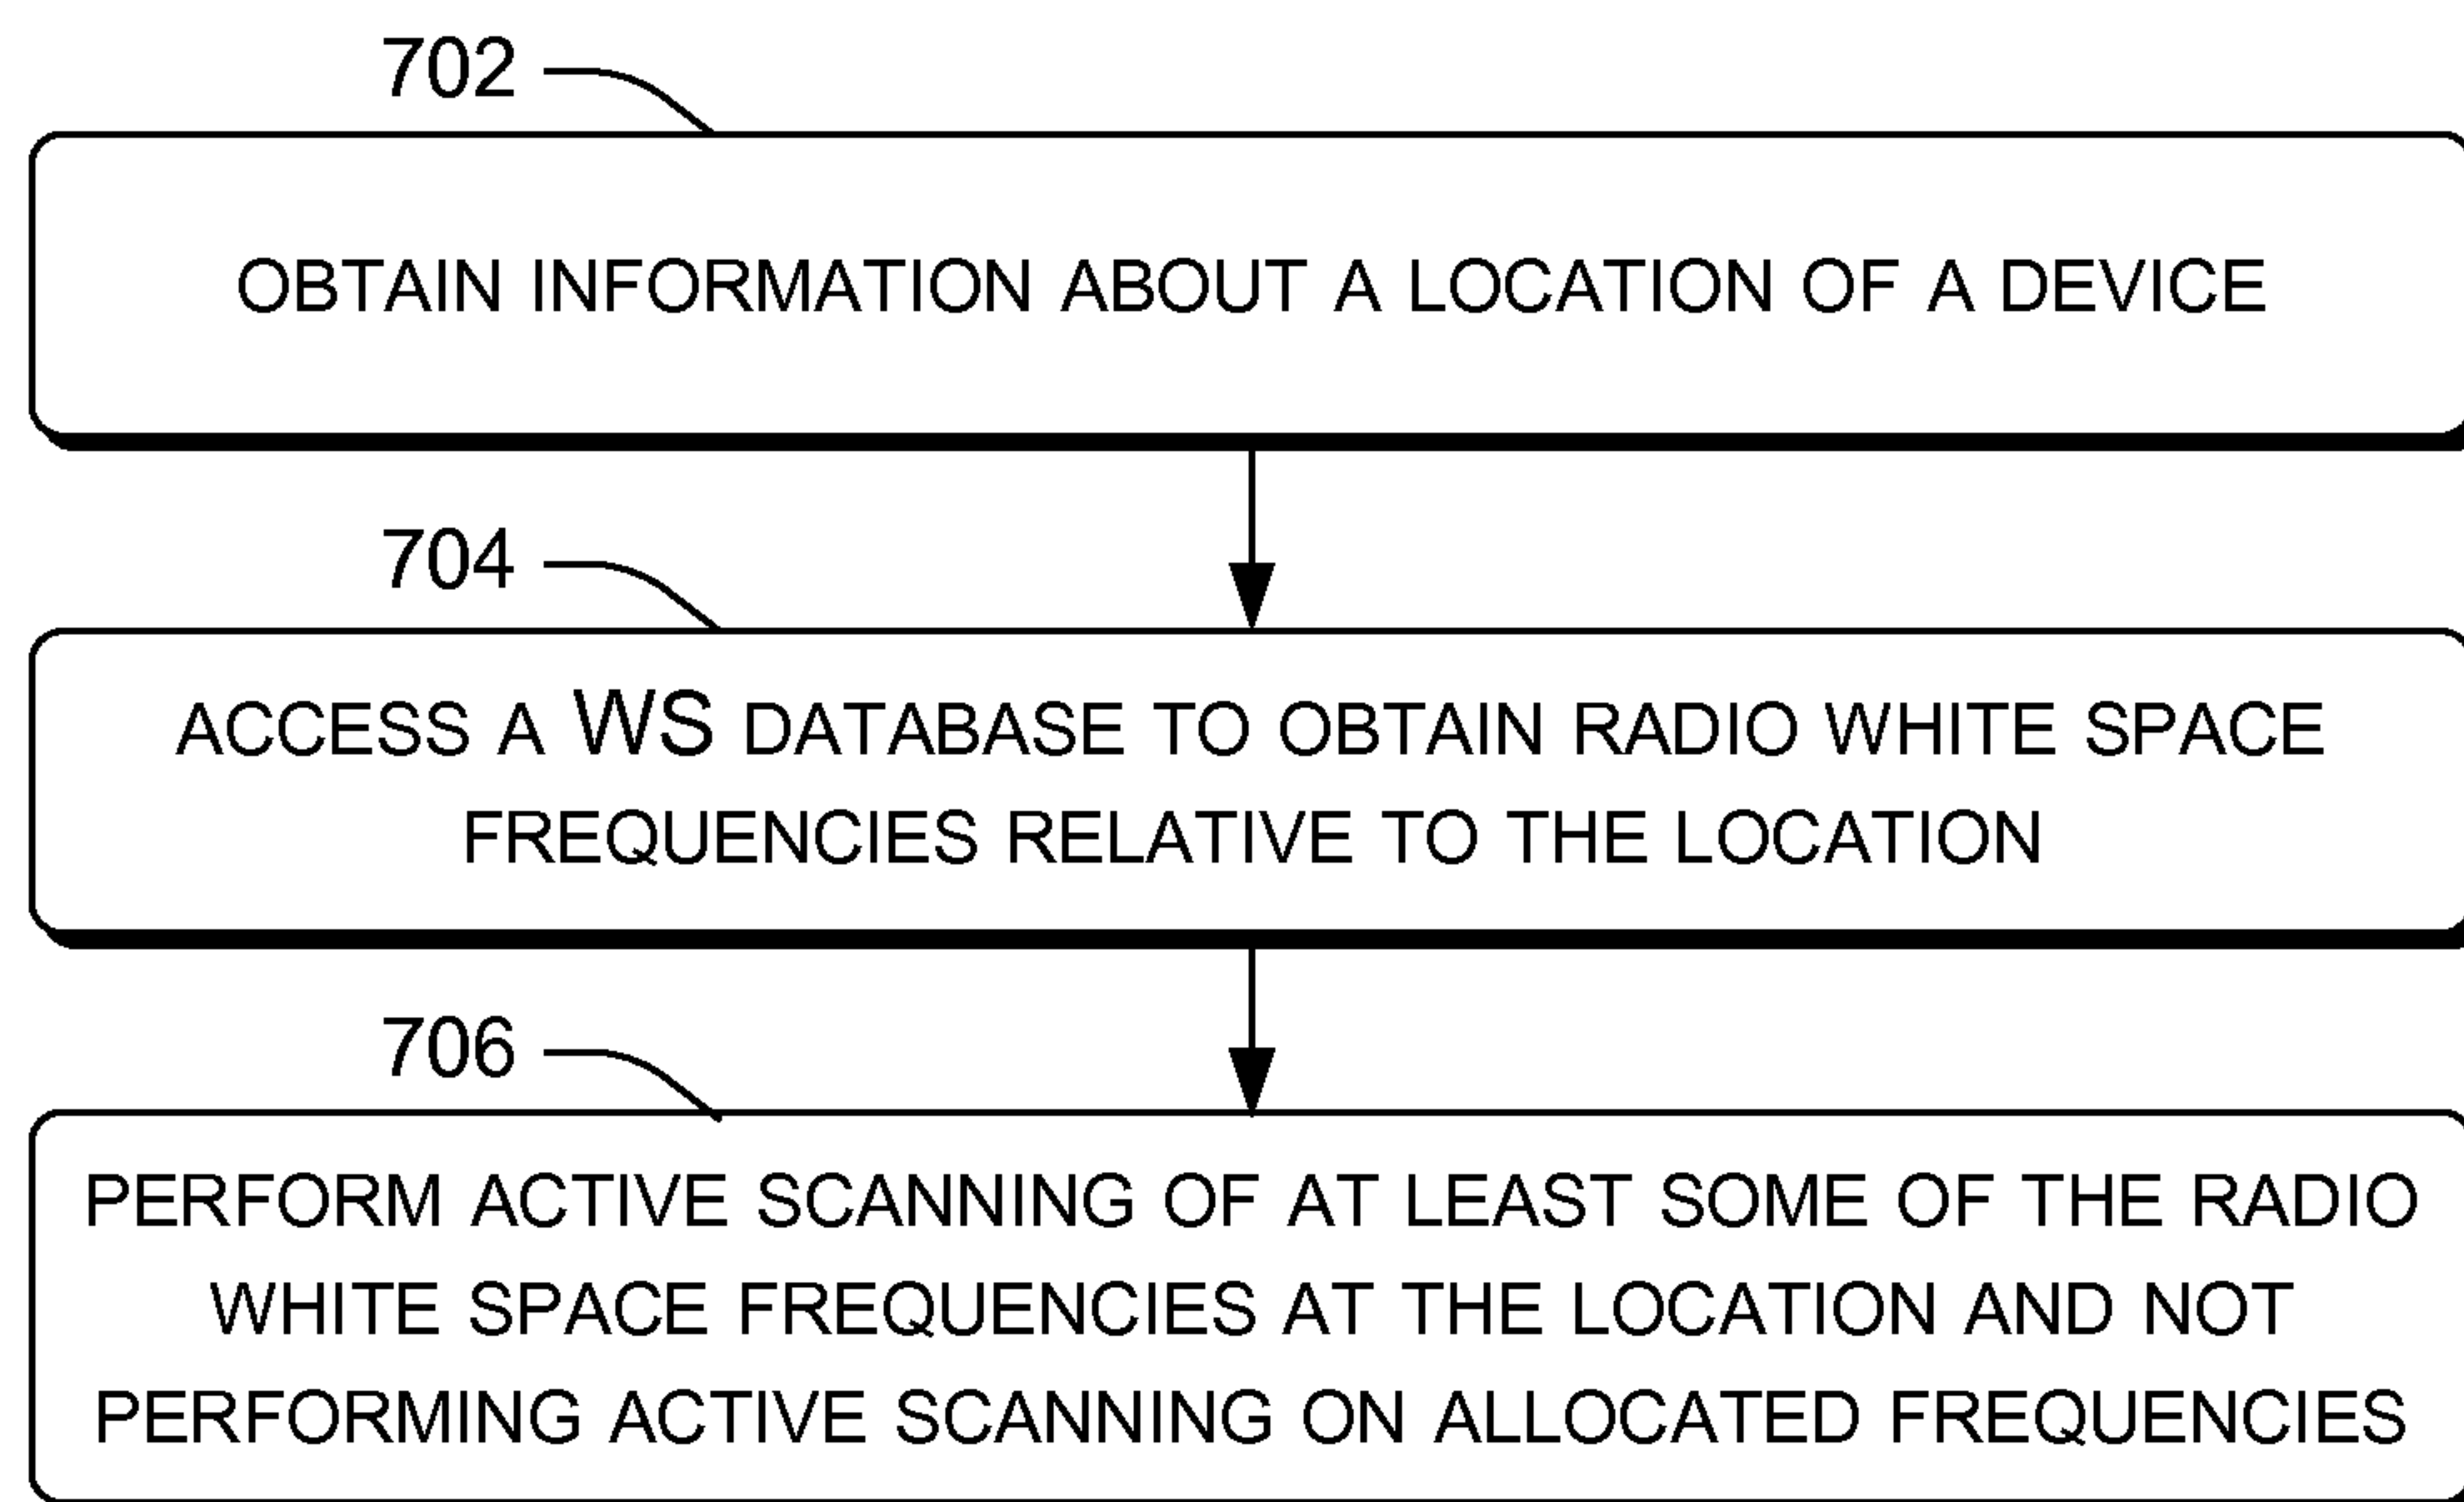 702
OBTAIN INFORMATION ABOUT A LOCATION OF A DEVICE
704
ACCESS A WS DATABASE TO OBTAIN RADIO WHITE SPACE
FREQUENCIES RELATIVE TO THE LOCATION
706
PERFORM ACTIVE SCANNING OF AT LEAST SOME OF THE RADIO
WHITE SPACE FREQUENCIES AT THE LOCATION AND NOT
PERFORMING ACTIVE SCANNING ON ALLOCATED FREQUENCIES